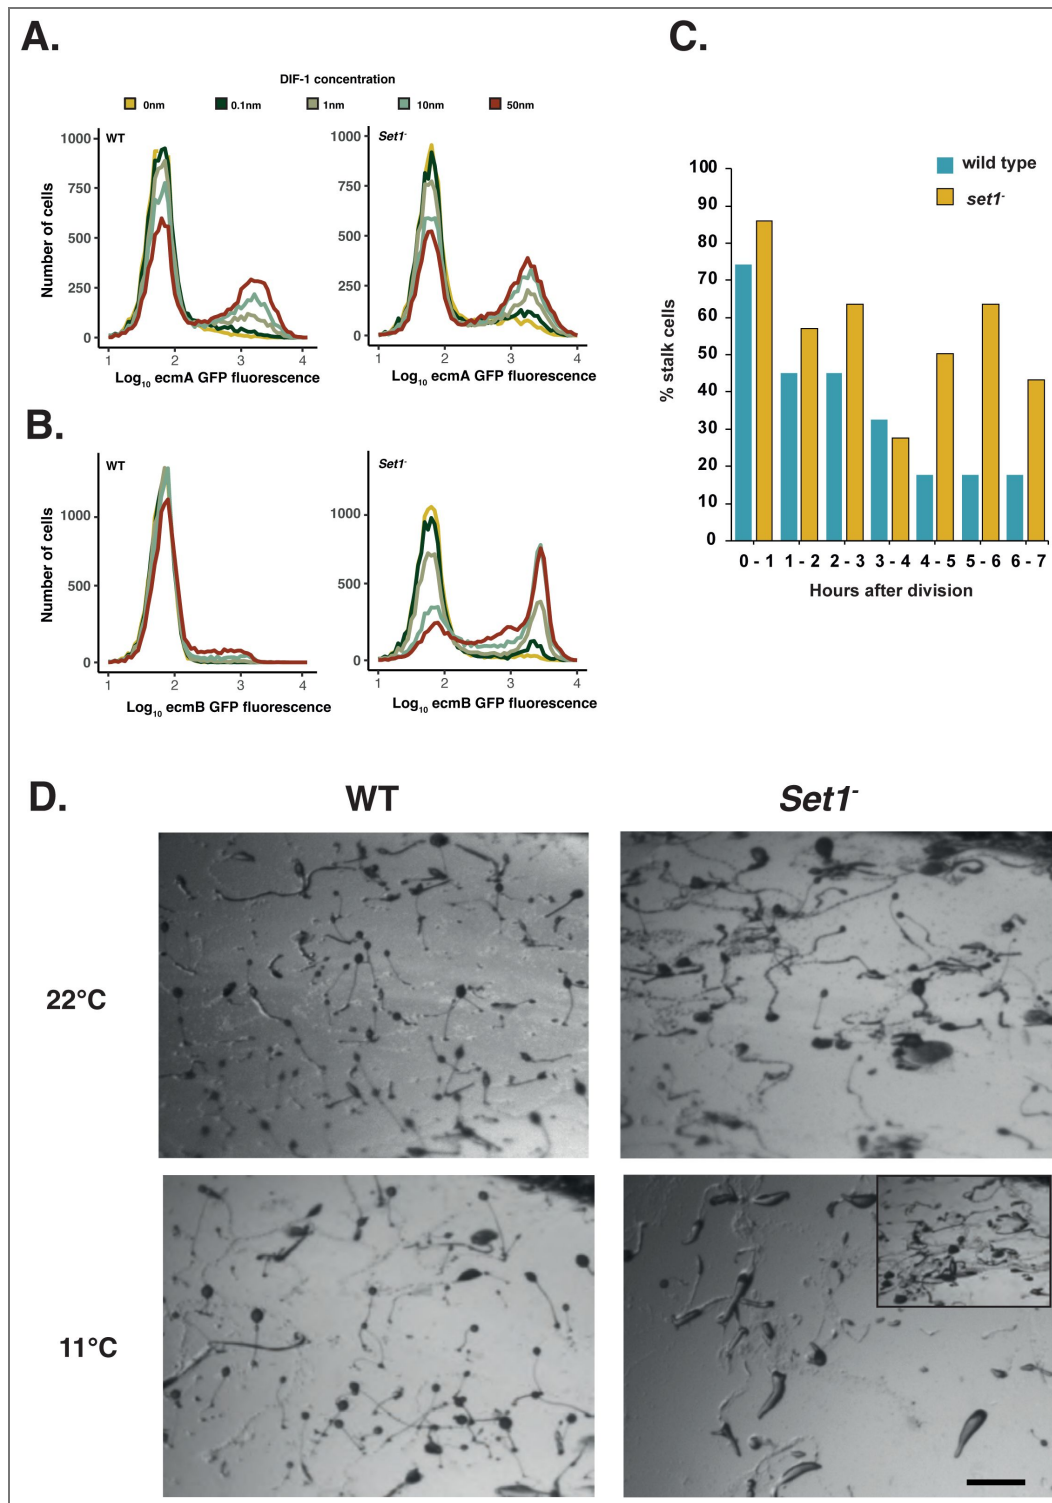 A.
DIF-1 concentration
0nm 0.1nm 1nm 10nm 50nm
WT
Set1-
Number of cells
1000
750
500
250
0
1 2 3 4
Log10 ecmA GFP fluorescence
1000
750
500
250
0
1 2 3 4
Log10 ecmA GFP fluorescence
B.
WT
Set1-
Number of cells
1000
500
0
1 2 3 4
Log10 ecmB GFP fluorescence
1000
500
0
1 2 3 4
Log10 ecmB GFP fluorescence
C.
wild type
set1-
% stalk cells
100
90
80
70
60
50
40
30
20
10
0
0 - 1 1 - 2 2 - 3 3 - 4 4 - 5 5 - 6 6 - 7
Hours after division
D.
WT Set1-
22°C
11°C